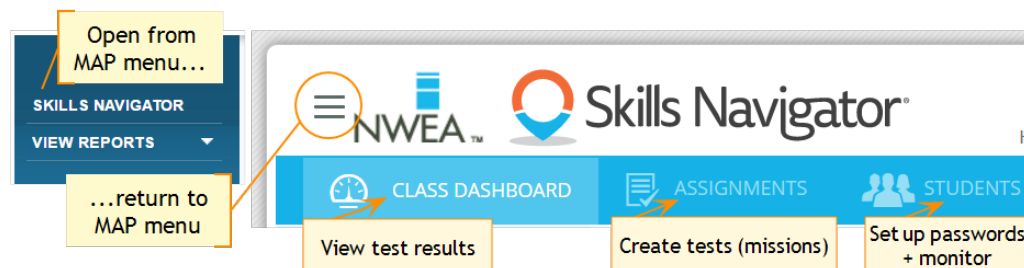 Open from
MAP menu...
SKILLS NAVIGATOR
VIEW REPORTS
...return to
MAP menu
NWEA™
Skills Navigator®
CLASS DASHBOARD
ASSIGNMENTS
STUDENTS
View test results
Create tests (missions)
Set up passwords
+ monitor